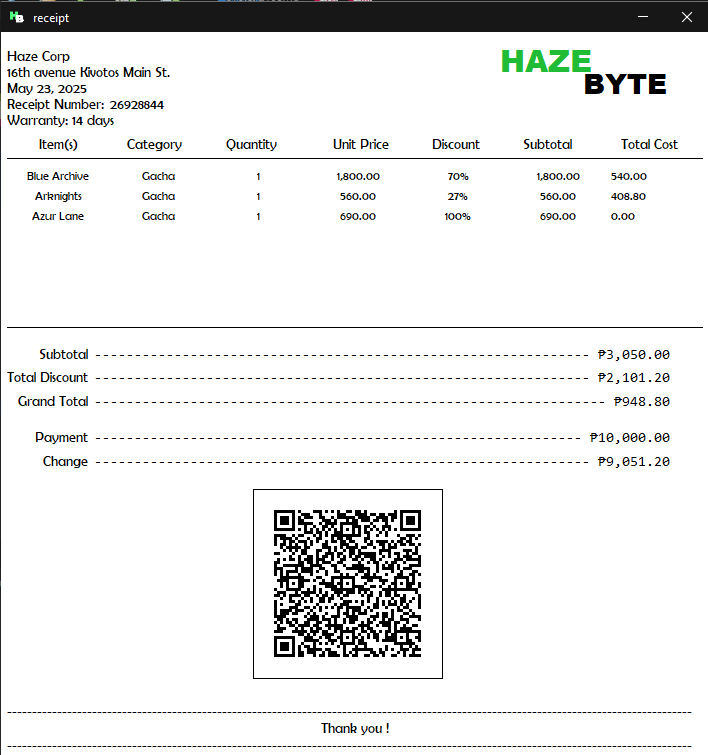 receipt
HAZE
BYTE
Haze Corp
16th avenue Kivotos Main St.
May 23, 2025
Receipt Number: 26928844
Warranty: 14 days
Item(s) Category Quantity Unit Price Discount Subtotal Total Cost
Blue Archive Gacha 1 1,800.00 70% 1,800.00 540.00
Arknights Gacha 1 560.00 27% 560.00 408.80
Azur Lane Gacha 1 690.00 100% 690.00 0.00
Subtotal ₱3,050.00
Total Discount ₱2,101.20
Grand Total ₱948.80
Payment ₱10,000.00
Change ₱9,051.20
Thank you !